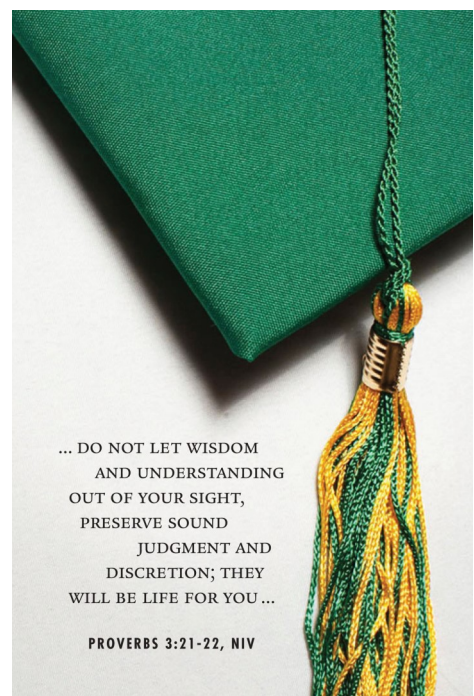 ... DO NOT LET WISDOM
AND UNDERSTANDING
OUT OF YOUR SIGHT,
PRESERVE SOUND
JUDGMENT AND
DISCRETION; THEY
WILL BE LIFE FOR YOU ...
PROVERBS 3:21-22, NIV